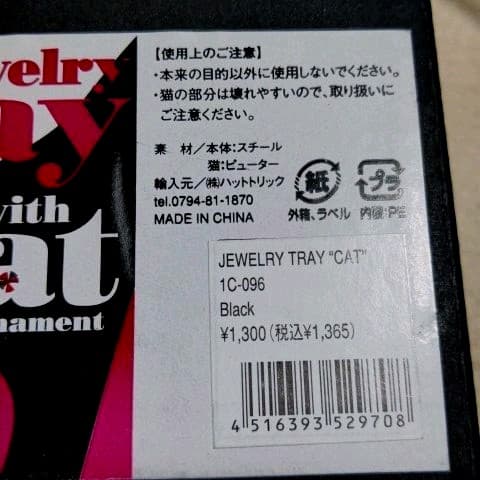 welry
ay
with
at
nament
【使用上のご注意】
・本来の目的以外に使用しないでください。
・猫の部分は壊れやすいので、取り扱いに
ご注意ください。
素 材／本体：スチール
猫：ピューター
輸入元／㈱ハットトリック
tel.0794-81-1870
MADE IN CHINA
紙
外箱、ラベル
プラ
内袋：PE
JEWELRY TRAY “CAT”
1C-096
Black
¥1,300（税込¥1,365）
4 516393 529708